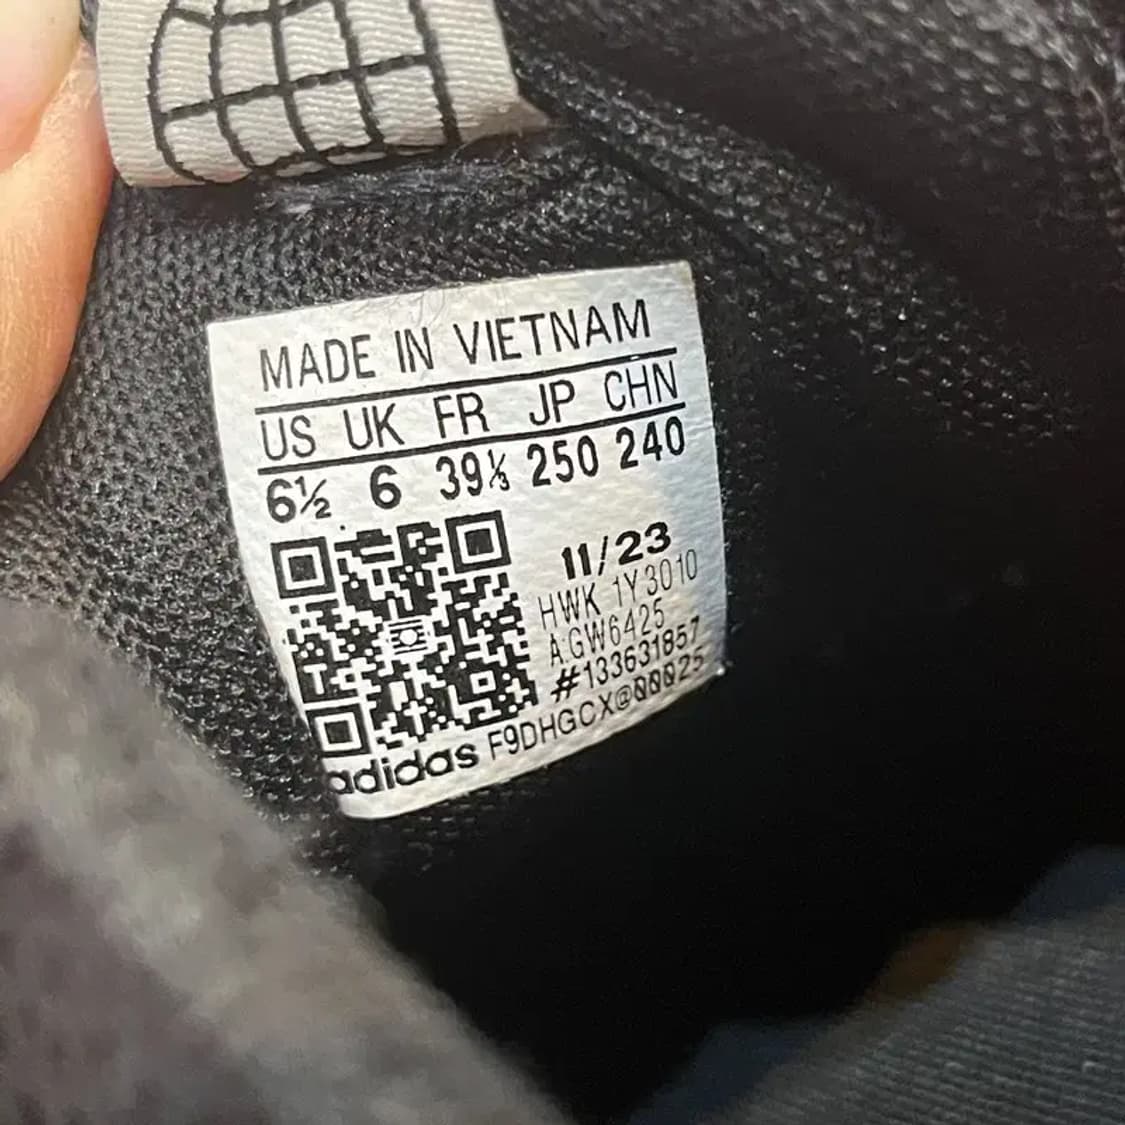 MADE IN VIETNAM
US UK FR JP CHN
6½ 6 39⅓ 250 240
11/23
HWK 1Y3010
A:GW6425
#133631857
F9DHGCX@00025
adidas